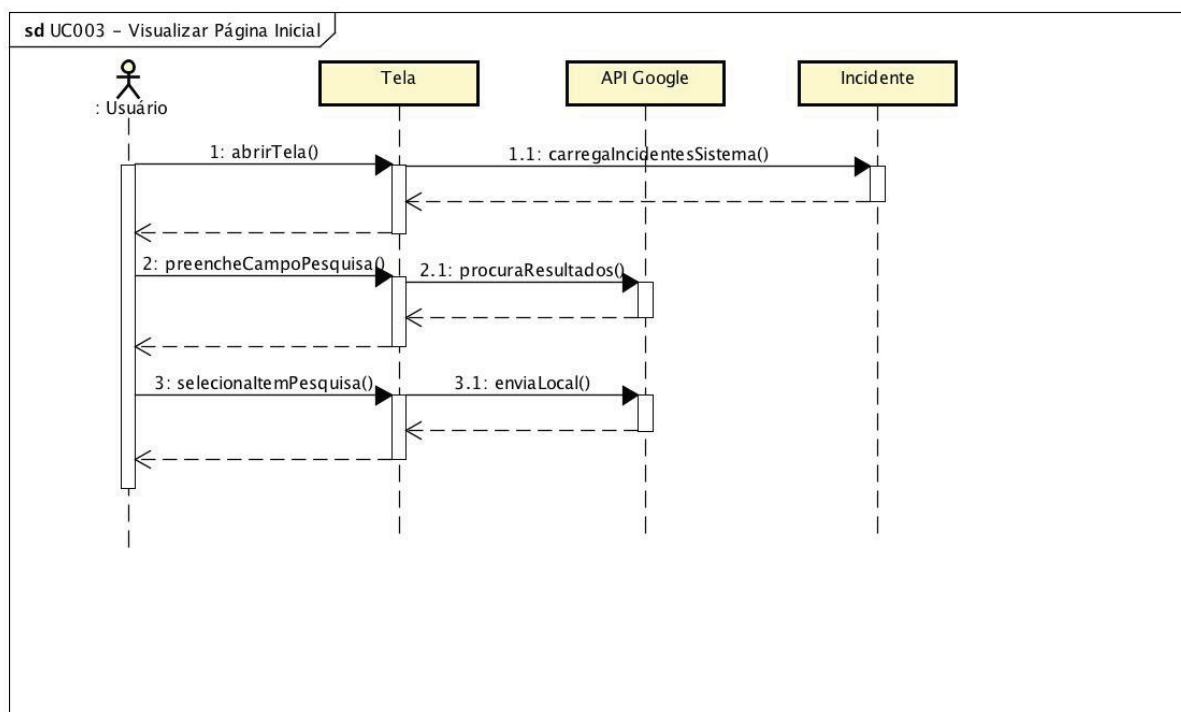 sd UC003 - Visualizar Página Inicial
: Usuário
Tela
API Google
Incidente
1: abrirTela()
1.1: carregaIncidentesSistema()
2: preencheCampoPesquisa()
2.1: procuraResultados()
3: selecionaItemPesquisa()
3.1: enviaLocal()